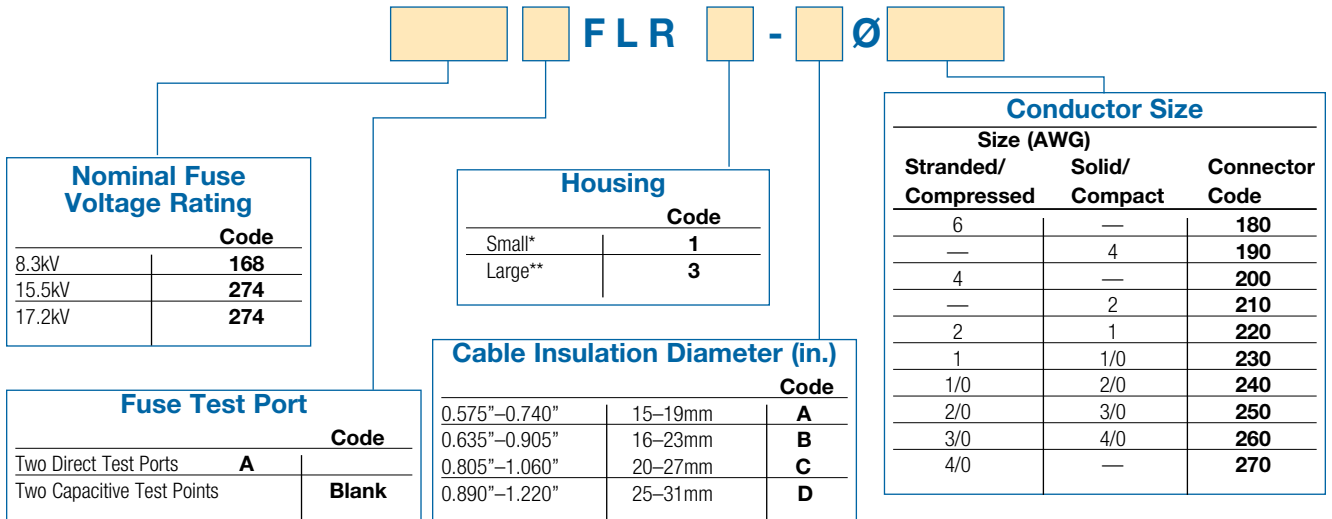 FLR - Ø
Nominal Fuse
Voltage Rating
Code
8.3kV 168
15.5kV 274
17.2kV 274
Fuse Test Port
Code
Two Direct Test Ports A
Two Capacitive Test Points Blank
Housing
Code
Small* 1
Large** 3
Cable Insulation Diameter (in.)
Code
0.575”–0.740” 15–19mm A
0.635”–0.905” 16–23mm B
0.805”–1.060” 20–27mm C
0.890”–1.220” 25–31mm D
Conductor Size
Size (AWG)
Stranded/ Solid/ Connector
Compressed Compact Code
6 — 180
— 4 190
4 — 200
— 2 210
2 1 220
1 1/0 230
1/0 2/0 240
2/0 3/0 250
3/0 4/0 260
4/0 — 270